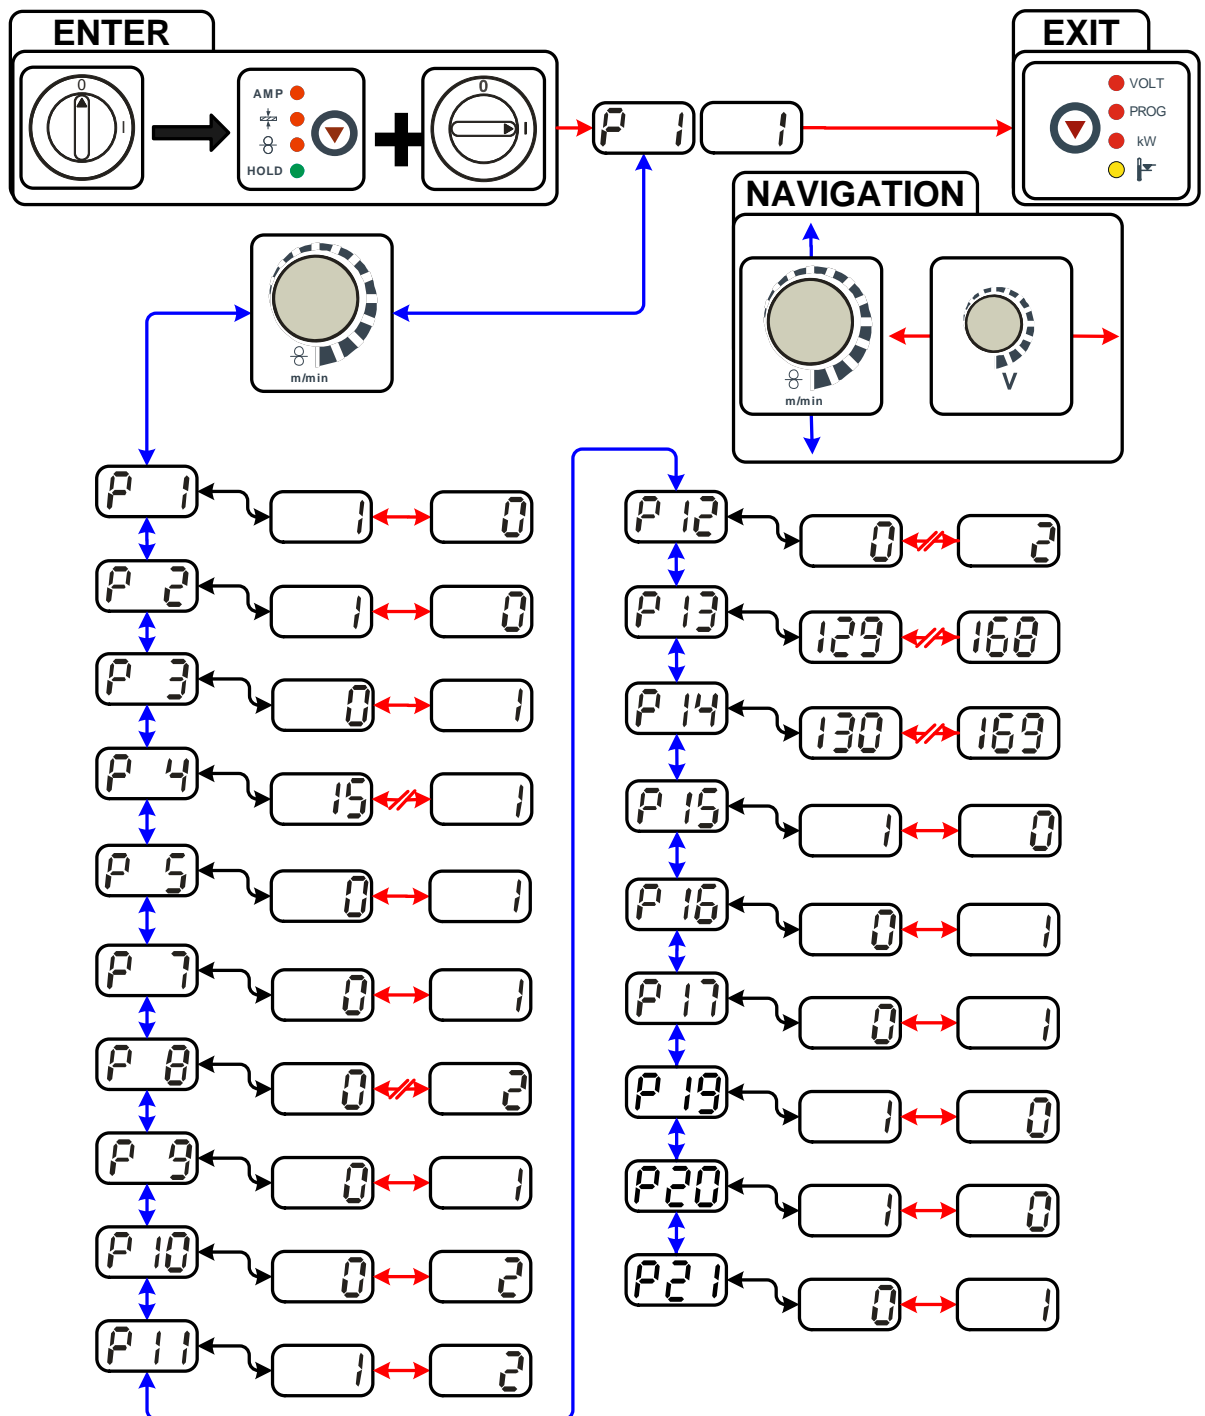 ENTER
EXIT
0
I
AMP
HOLD
0
I
P 1
1
VOLT
PROG
kW
NAVIGATION
m/min
m/min
V
P 1 1 0
P 2 1 0
P 3 0 1
P 4 15 1
P 5 0 1
P 7 0 1
P 8 0 2
P 9 0 1
P 10 0 2
P 11 1 2
P 12 0 2
P 13 129 168
P 14 130 169
P 15 1 0
P 16 0 1
P 17 0 1
P 19 1 0
P20 1 0
P21 0 1